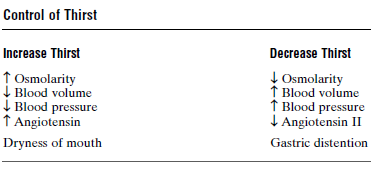 Control of Thirst
Increase Thirst Decrease Thirst
↑ Osmolarity ↓ Osmolarity
↓ Blood volume ↑ Blood volume
↓ Blood pressure ↑ Blood pressure
↑ Angiotensin ↓ Angiotensin II
Dryness of mouth Gastric distention